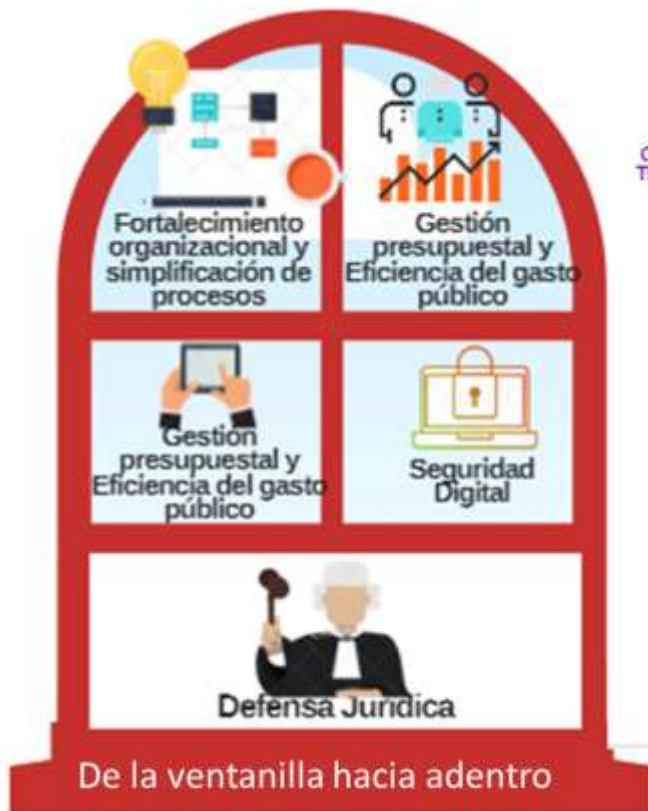 Fortalecimiento
organizacional y
simplificación de
procesos
Gestión
presupuestal y
Eficiencia del gasto
público
Gestión
presupuestal y
Eficiencia del gasto
público
Seguridad
Digital
Defensa Jurídica
De la ventanilla hacia adentro